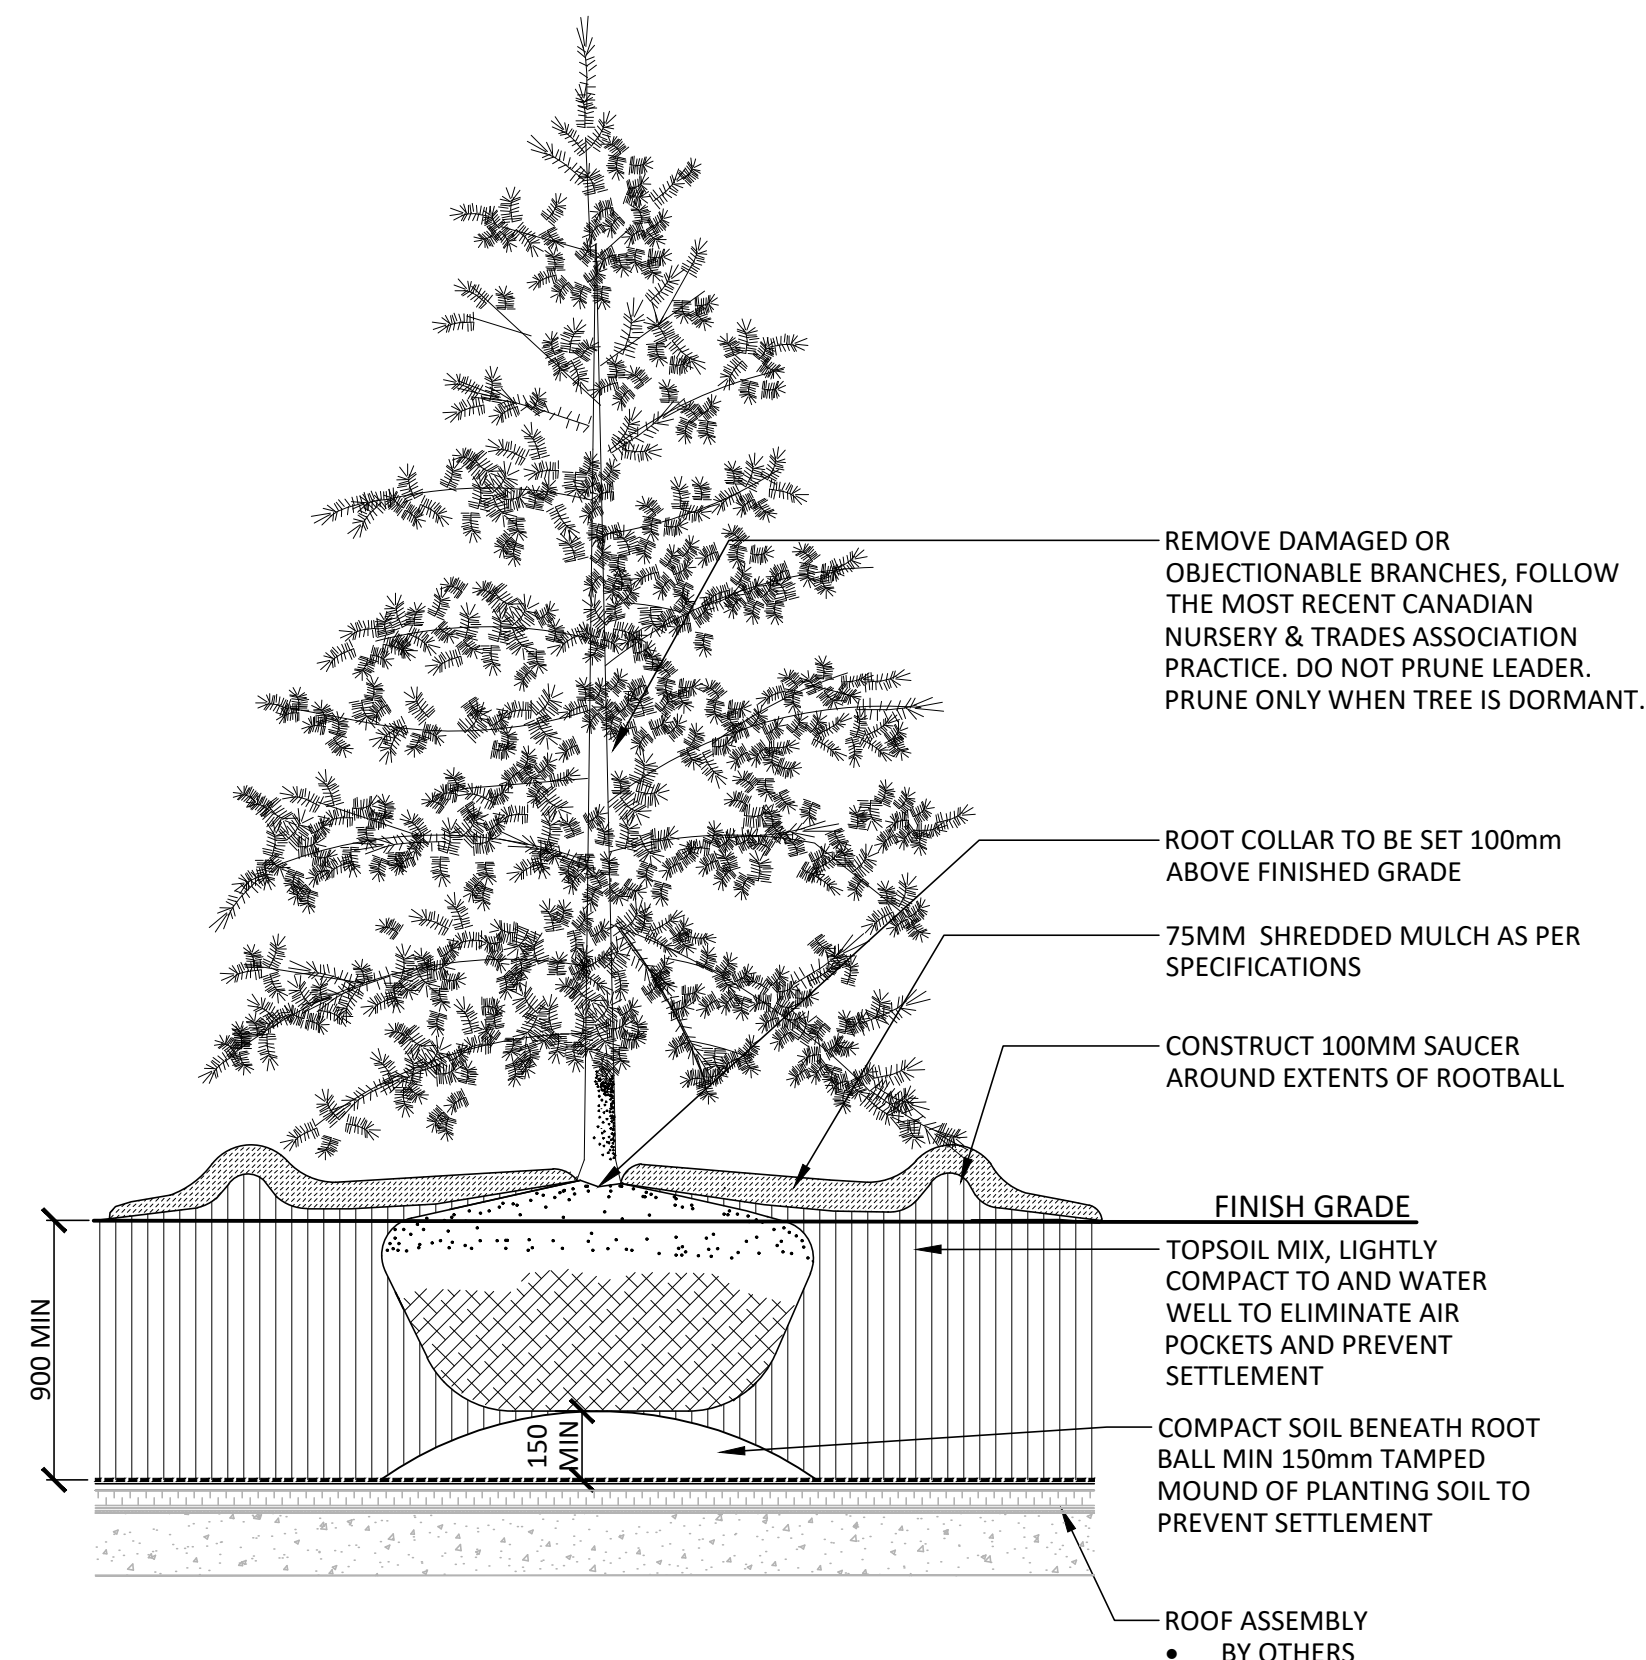 REMOVE DAMAGED OR
OBJECTIONABLE BRANCHES, FOLLOW
THE MOST RECENT CANADIAN
NURSERY & TRADES ASSOCIATION
PRACTICE. DO NOT PRUNE LEADER.
PRUNE ONLY WHEN TREE IS DORMANT.
ROOT COLLAR TO BE SET 100mm
ABOVE FINISHED GRADE
75MM SHREDDED MULCH AS PER
SPECIFICATIONS
CONSTRUCT 100MM SAUCER
AROUND EXTENTS OF ROOTBALL
FINISH GRADE
TOPSOIL MIX, LIGHTLY
COMPACT TO AND WATER
WELL TO ELIMINATE AIR
POCKETS AND PREVENT
SETTLEMENT
900 MIN
150
MIN
COMPACT SOIL BENEATH ROOT
BALL MIN 150mm TAMPED
MOUND OF PLANTING SOIL TO
PREVENT SETTLEMENT
ROOF ASSEMBLY
• BY OTHERS